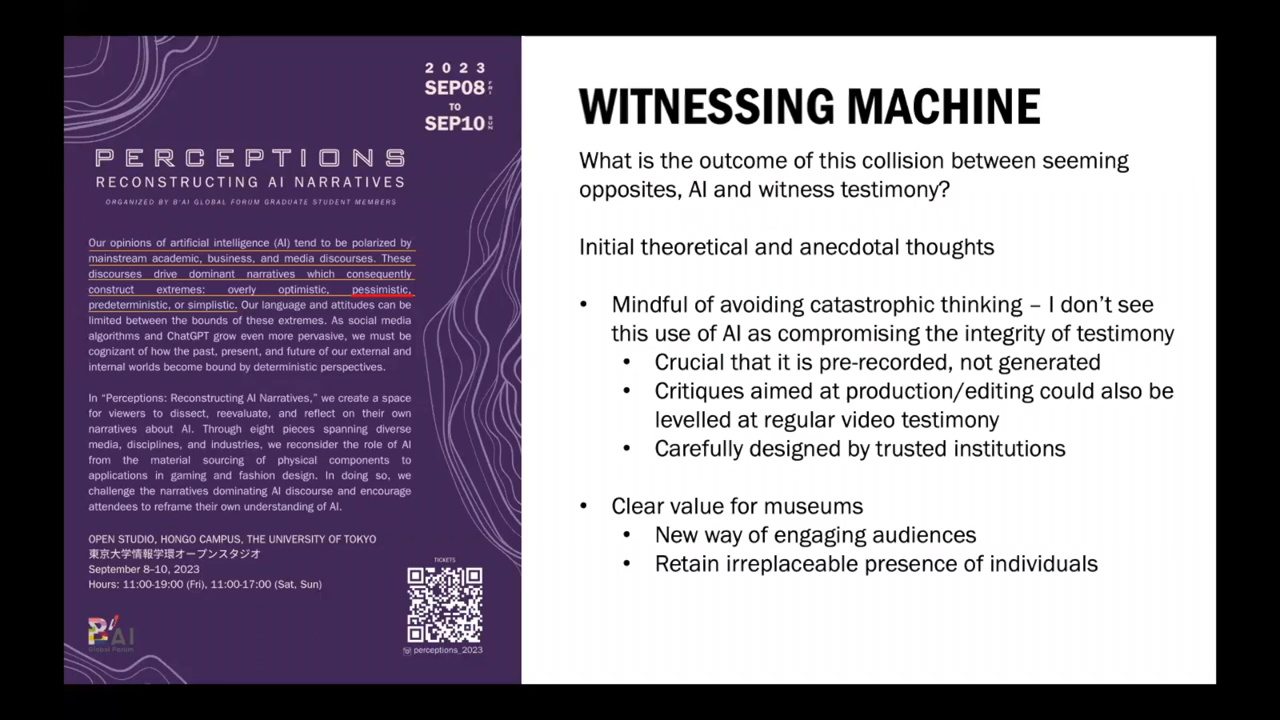 2023
SEP08 FRI
TO
SEP10 SUN
PERCEPTIONS
RECONSTRUCTING AI NARRATIVES
ORGANIZED BY B'AI GLOBAL FORUM GRADUATE STUDENT MEMBERS
Our opinions of artificial intelligence (AI) tend to be polarized by
mainstream academic, business, and media discourses. These
discourses drive dominant narratives which consequently
construct extremes: overly optimistic, pessimistic,
predeterministic, or simplistic. Our language and attitudes can be
limited between the bounds of these extremes. As social media
algorithms and ChatGPT grow even more pervasive, we must be
cognizant of how the past, present, and future of our external and
internal worlds become bound by deterministic perspectives.
In “Perceptions: Reconstructing AI Narratives,” we create a space
for viewers to dissect, reevaluate, and reflect on their own
narratives about AI. Through eight pieces spanning diverse
media, disciplines, and industries, we reconsider the role of AI
from the material sourcing of physical components to
applications in gaming and fashion design. In doing so, we
challenge the narratives dominating AI discourse and encourage
attendees to reframe their own understanding of AI.
OPEN STUDIO, HONGO CAMPUS, THE UNIVERSITY OF TOKYO
東京大学情報学環オープンスタジオ
September 8–10, 2023
Hours: 11:00-19:00 (Fri), 11:00-17:00 (Sat, Sun)
B'AI
Global Forum
TICKETS
perceptions_2023
WITNESSING MACHINE
What is the outcome of this collision between seeming
opposites, AI and witness testimony?
Initial theoretical and anecdotal thoughts
• Mindful of avoiding catastrophic thinking – I don’t see
this use of AI as compromising the integrity of testimony
• Crucial that it is pre-recorded, not generated
• Critiques aimed at production/editing could also be
levelled at regular video testimony
• Carefully designed by trusted institutions
• Clear value for museums
• New way of engaging audiences
• Retain irreplaceable presence of individuals